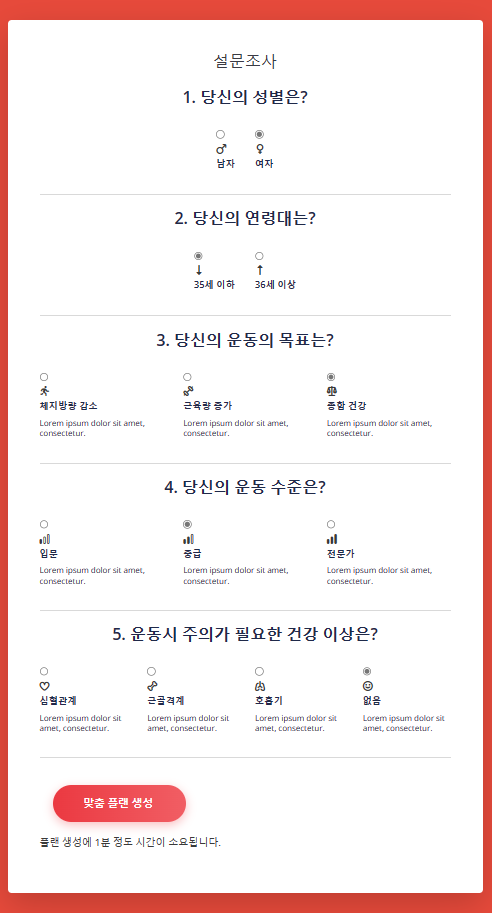 설문조사
1. 당신의 성별은?
남자 여자
2. 당신의 연령대는?
35세 이하 36세 이상
3. 당신의 운동의 목표는?
체지방량 감소 근육량 증가 종합 건강
Lorem ipsum dolor sit amet, Lorem ipsum dolor sit amet, Lorem ipsum dolor sit amet,
consectetur. consectetur. consectetur.
4. 당신의 운동 수준은?
입문 중급 전문가
Lorem ipsum dolor sit amet, Lorem ipsum dolor sit amet, Lorem ipsum dolor sit amet,
consectetur. consectetur. consectetur.
5. 운동시 주의가 필요한 건강 이상은?
심혈관계 근골격계 호흡기 없음
Lorem ipsum dolor sit Lorem ipsum dolor sit Lorem ipsum dolor sit Lorem ipsum dolor sit
amet, consectetur. amet, consectetur. amet, consectetur. amet, consectetur.
맞춤 플랜 생성
플랜 생성에 1분 정도 시간이 소요됩니다.